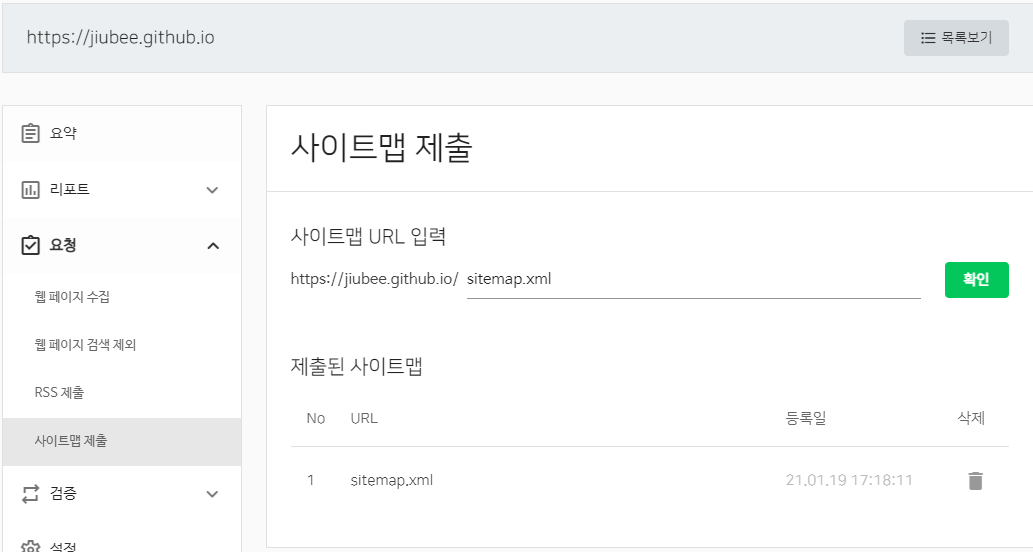 https://jiubee.github.io
목록보기
요약
리포트
요청
웹 페이지 수집
웹 페이지 검색 제외
RSS 제출
사이트맵 제출
검증
설정
사이트맵 제출
사이트맵 URL 입력
https://jiubee.github.io/ sitemap.xml
확인
제출된 사이트맵
No URL 등록일 삭제
1 sitemap.xml 21.01.19 17:18:11